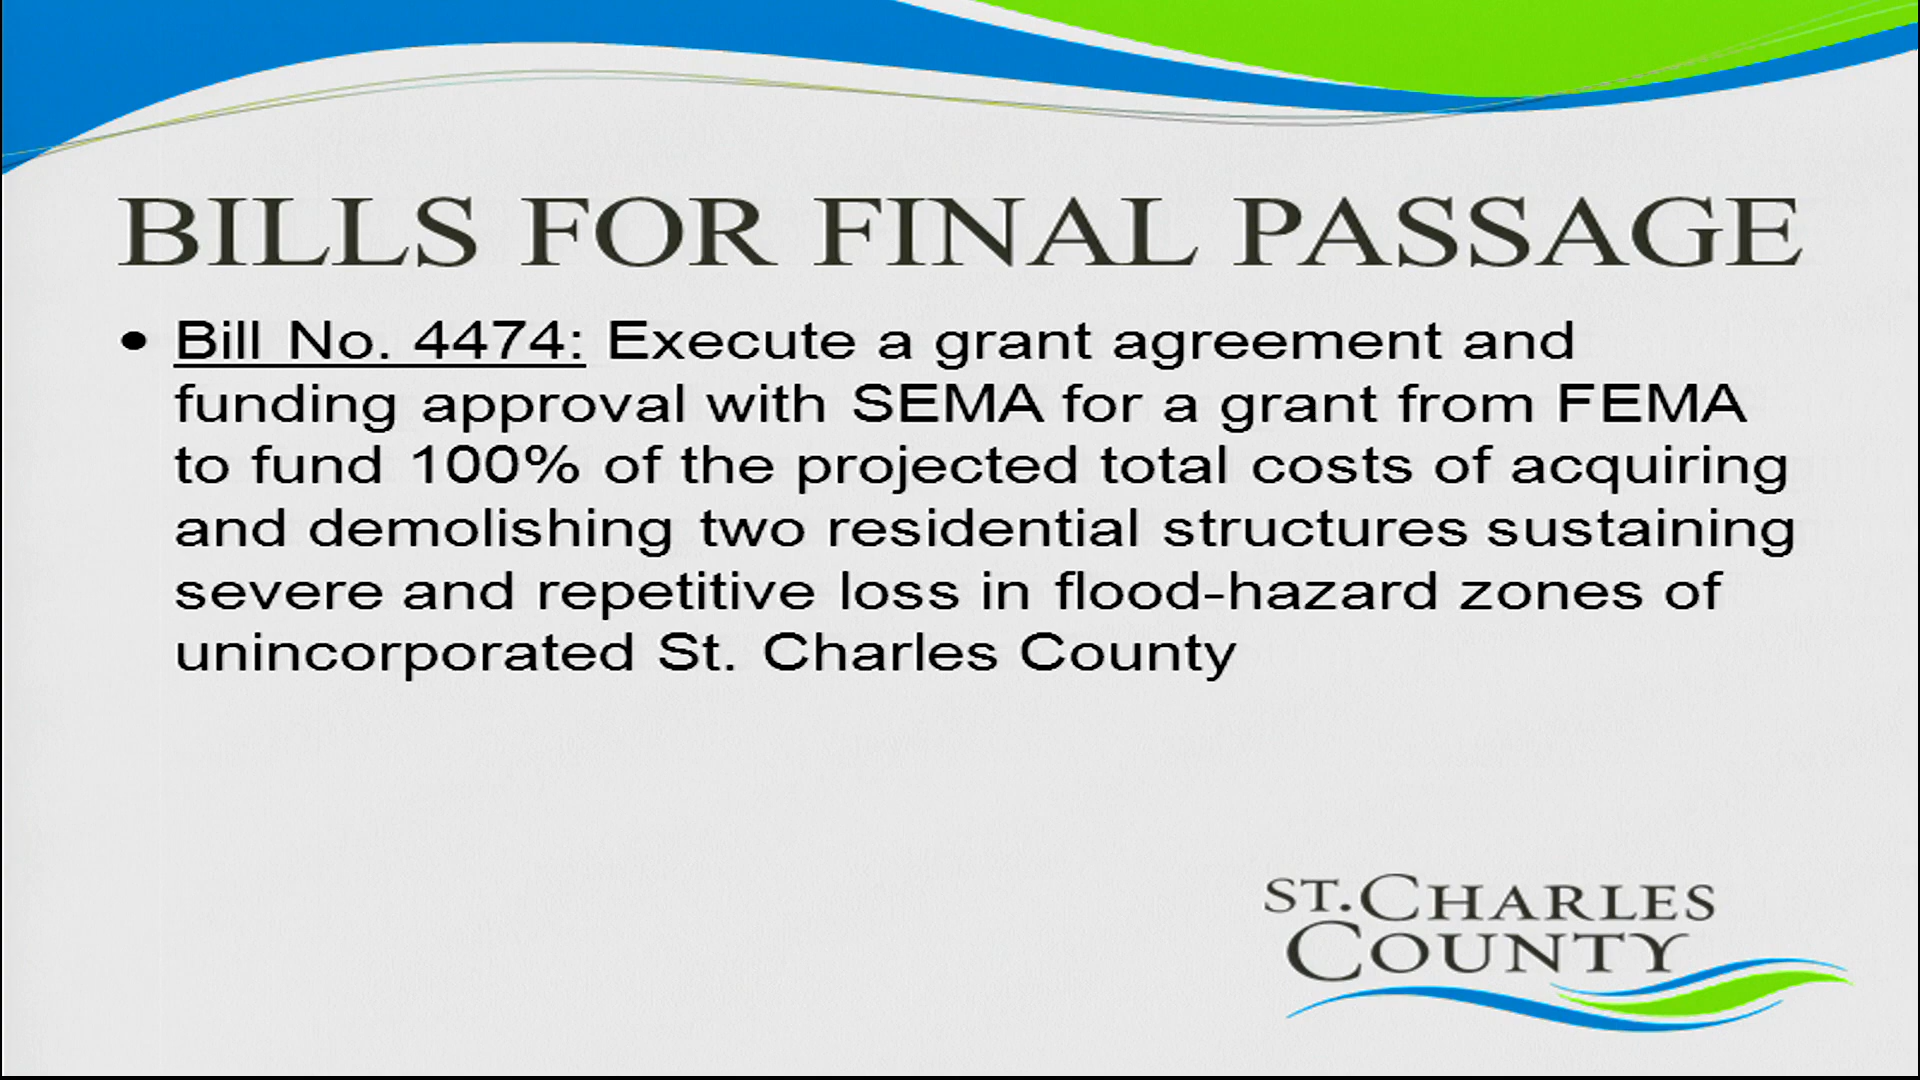 BILLS FOR FINAL PASSAGE
• Bill No. 4474: Execute a grant agreement and
funding approval with SEMA for a grant from FEMA
to fund 100% of the projected total costs of acquiring
and demolishing two residential structures sustaining
severe and repetitive loss in flood-hazard zones of
unincorporated St. Charles County
ST. CHARLES
COUNTY